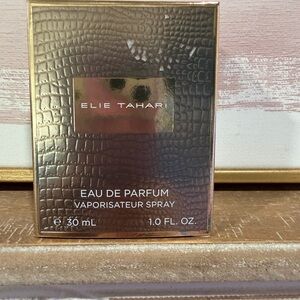 ELIE TAHARI
EAU DE PARFUM
VAPORISATEUR SPRAY
℮ 30 mL 1.0 FL. OZ.